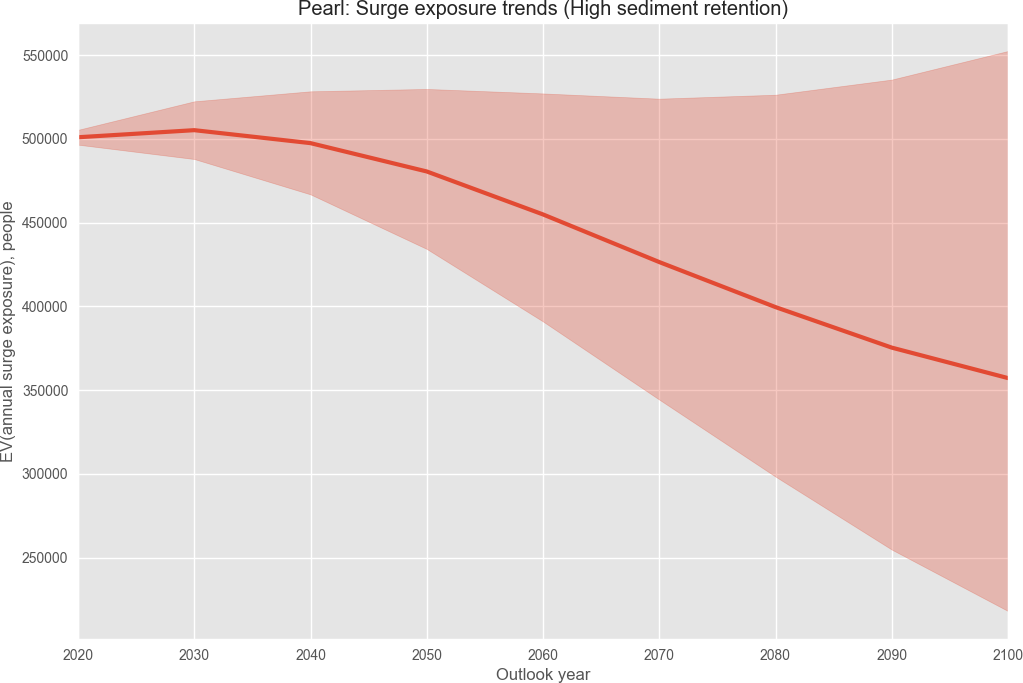 Pearl: Surge exposure trends (High sediment retention)
550000
500000
450000
400000
350000
300000
250000
EV(annual surge exposure), people
2020 2030 2040 2050 2060 2070 2080 2090 2100
Outlook year